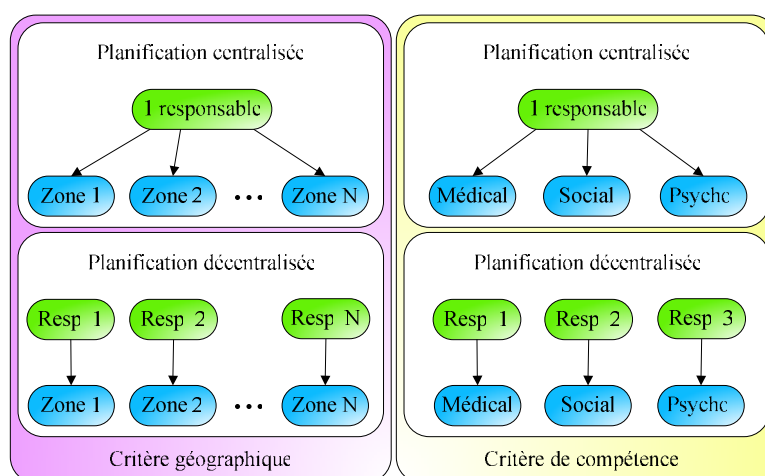 Planification centralisée
1 responsable
Zone 1 Zone 2 ... Zone N
Planification décentralisée
Resp 1 Resp 2 Resp N
Zone 1 Zone 2 ... Zone N
Critère géographique
Planification centralisée
1 responsable
Médical Social Psycho
Planification décentralisée
Resp 1 Resp 2 Resp 3
Médical Social Psycho
Critère de compétence